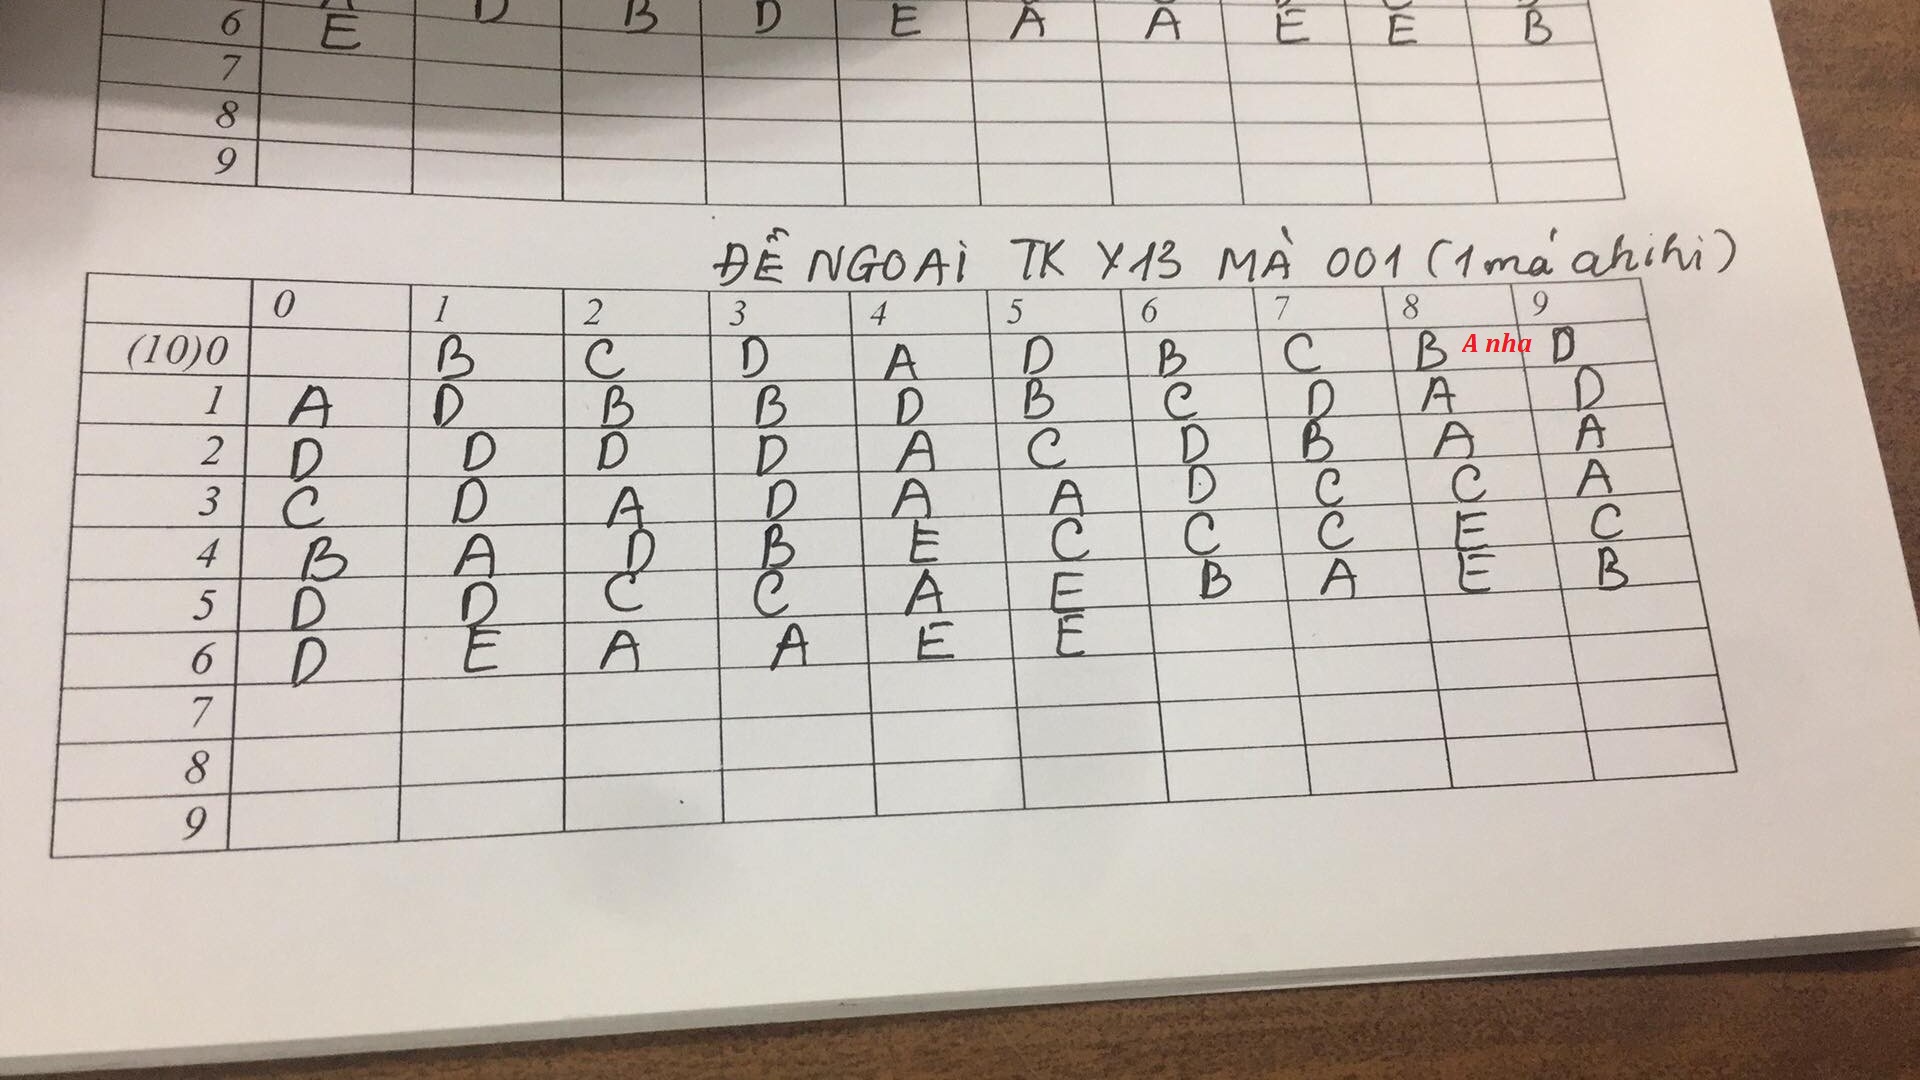 6 E D B D E A A E E B
7
8
9
ĐỀ NGOẠI TK Y13 MÃ 001 (1 má ahihi)
0 1 2 3 4 5 6 7 8 9
(10)0 B C D A D B C B A nha D
1 A D B B D B C D A D
2 D D D D A C D B A A
3 C D A D A A D C C A
4 B A D B E C C C E C
5 D D C C A E B A E B
6 D E A A E E
7
8
9